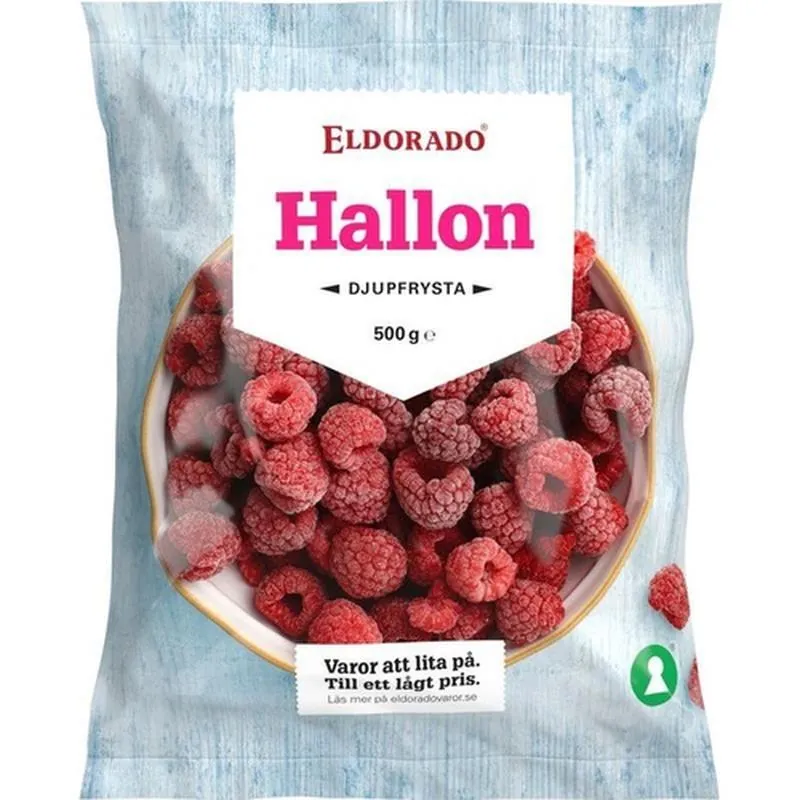 ELDORADO®
Hallon
◄ DJUPFRYSTA ►
500 g ℮
Varor att lita på.
Till ett lågt pris.
Läs mer på eldoradovaror.se